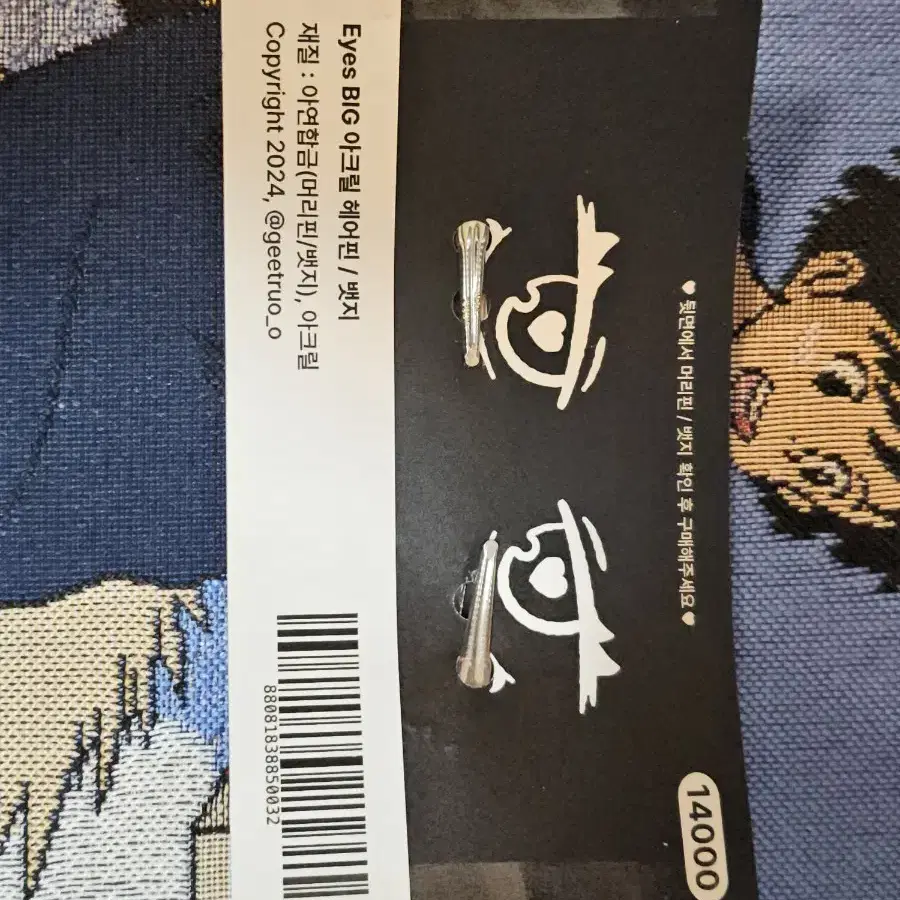 ♥ 뒷면에서 머리핀 / 뱃지 확인 후 구매해주세요 ♥
14000
Eyes BIG 아크릴 헤어핀 / 뱃지
재질 : 아연합금(머리핀/뱃지), 아크릴
Copyright 2024, @geetruo_o
88081838850032